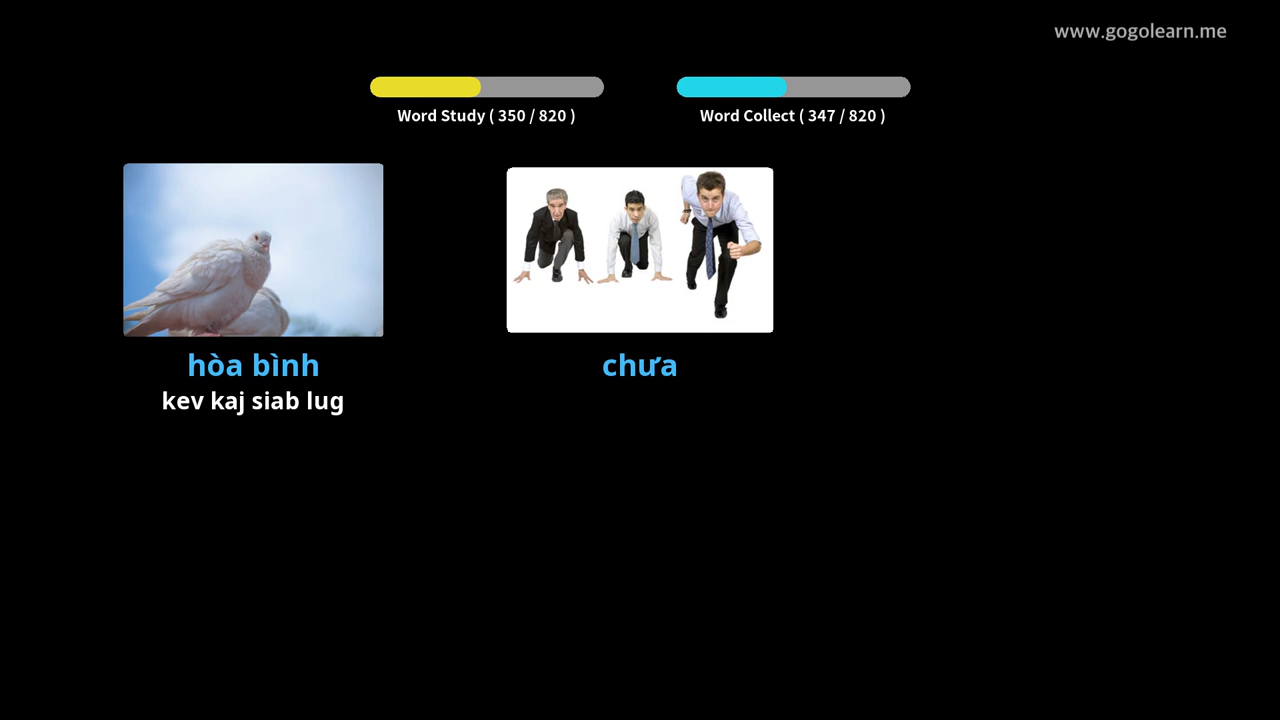 www.gogolearn.me
Word Study ( 350 / 820 )
Word Collect ( 347 / 820 )
hòa bình
kev kaj siab lug
chưa